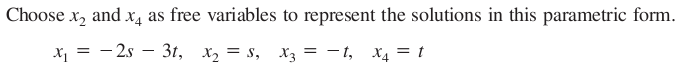 Choose x₂ and x₄ as free variables to represent the solutions in this parametric form.
x₁ = −2s − 3t, x₂ = s, x₃ = −t, x₄ = t